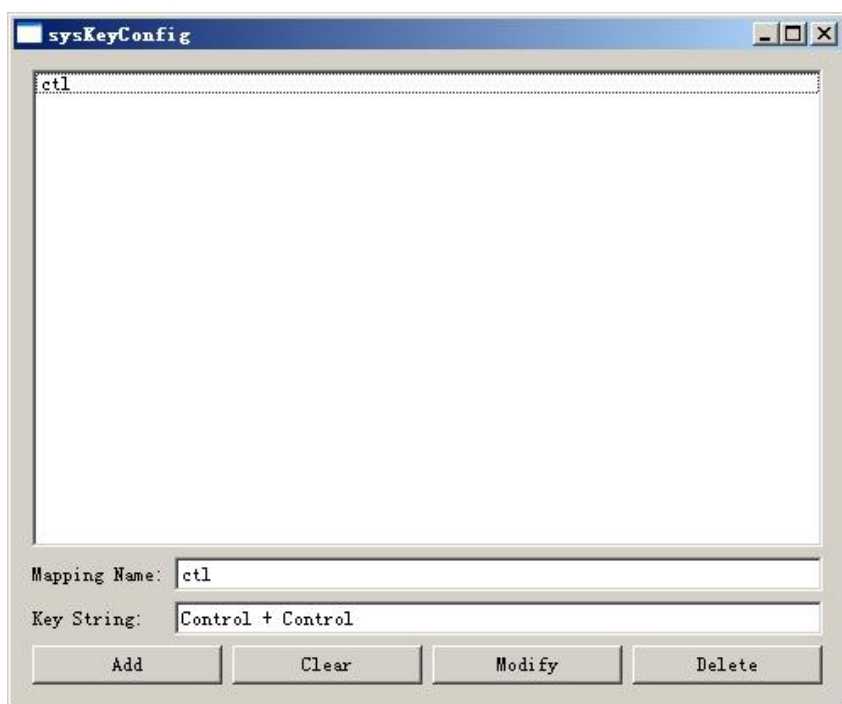 sysKeyConfig
ctl
Mapping Name: ctl
Key String: Control + Control
Add Clear Modify Delete